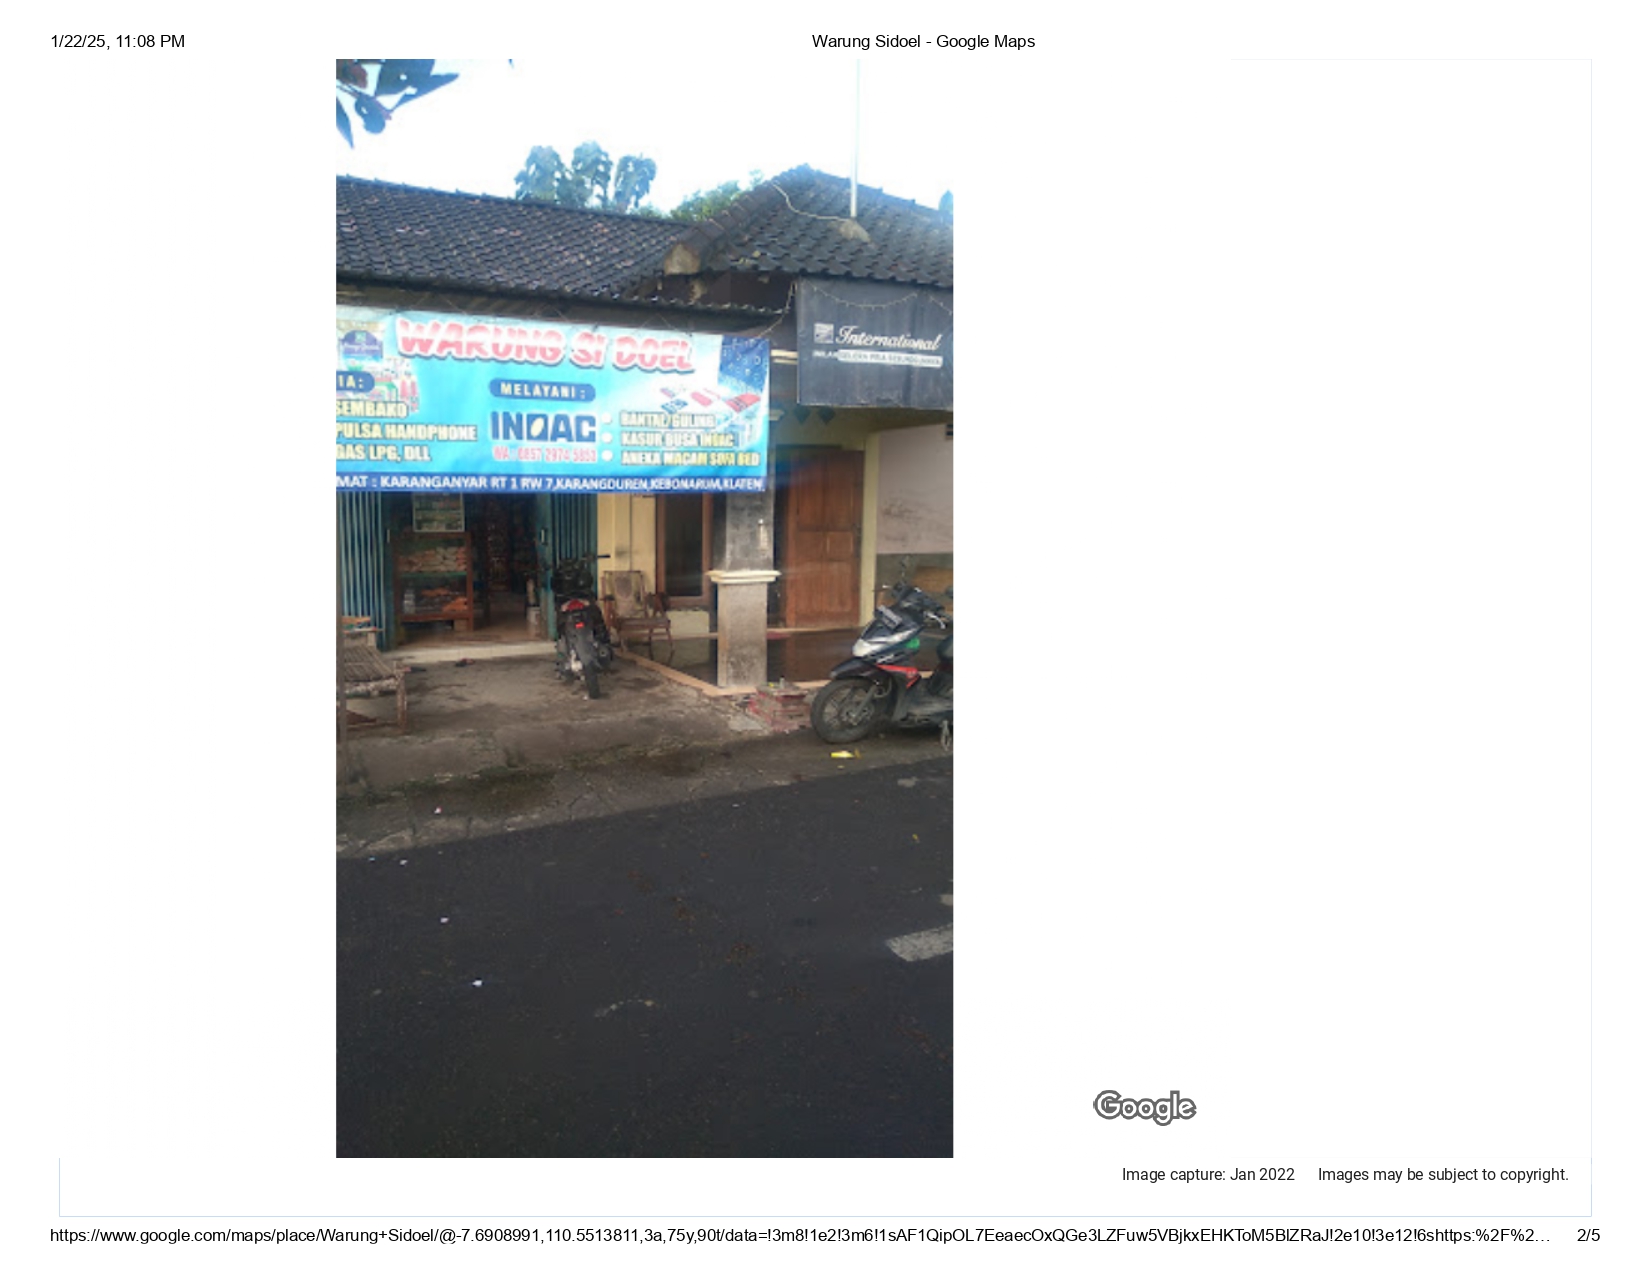 1/22/25, 11:08 PM
Warung Sidoel - Google Maps
WARUNG SI DOEL
IA :
SEMBAKO
PULSA HANDPHONE
GAS LPG, DLL
MELAYANI :
INOAC
WA : 0857 2974 5853
BANTAL/GULING
KASUR BUSA INOAC
ANEKA MACAM SOFA BED
MAT : KARANGANYAR RT 1 RW 7,KARANGDUREN,KEBONARUM,KLATEN
International
Google
Image capture: Jan 2022
Images may be subject to copyright.
https://www.google.com/maps/place/Warung+Sidoel/@-7.6908991,110.5513811,3a,75y,90t/data=!3m8!1e2!3m6!1sAF1QipOL7EeaecOxQGe3LZFuw5VBjkxEHKToM5BlZRaJ!2e10!3e12!6shttps:%2F%2…
2/5